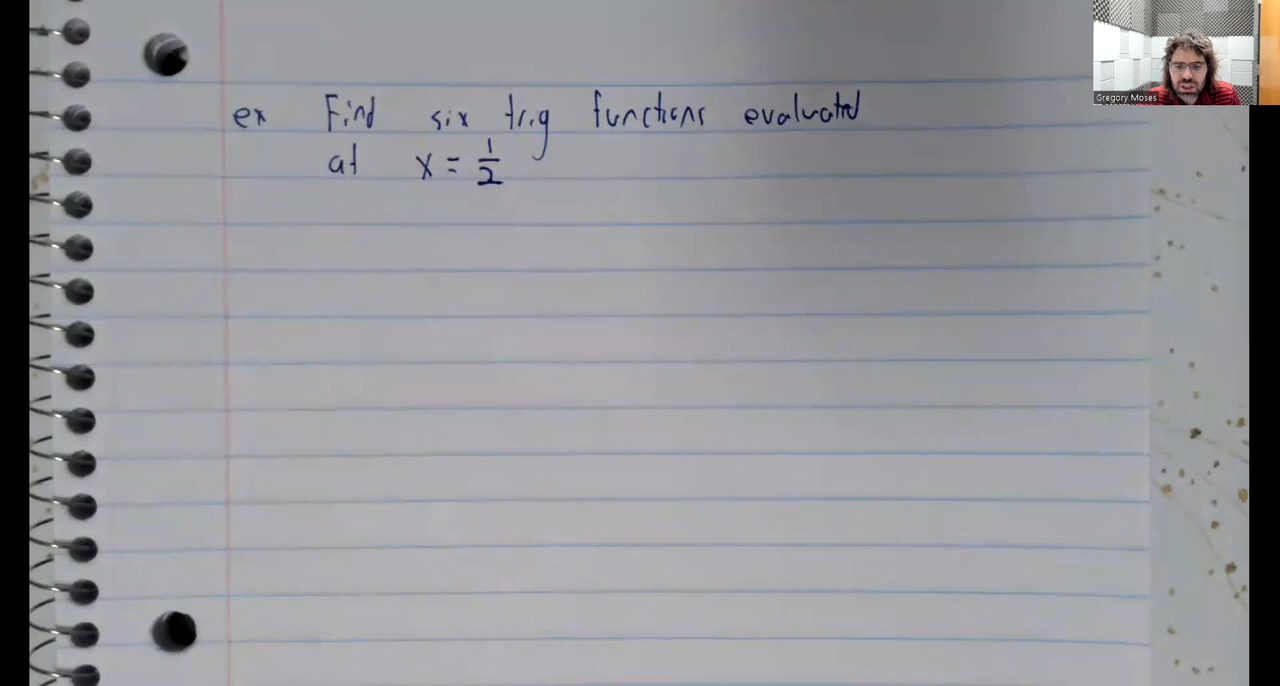 ex Find six trig functions evaluated
at x = 1/2
Gregory Moses